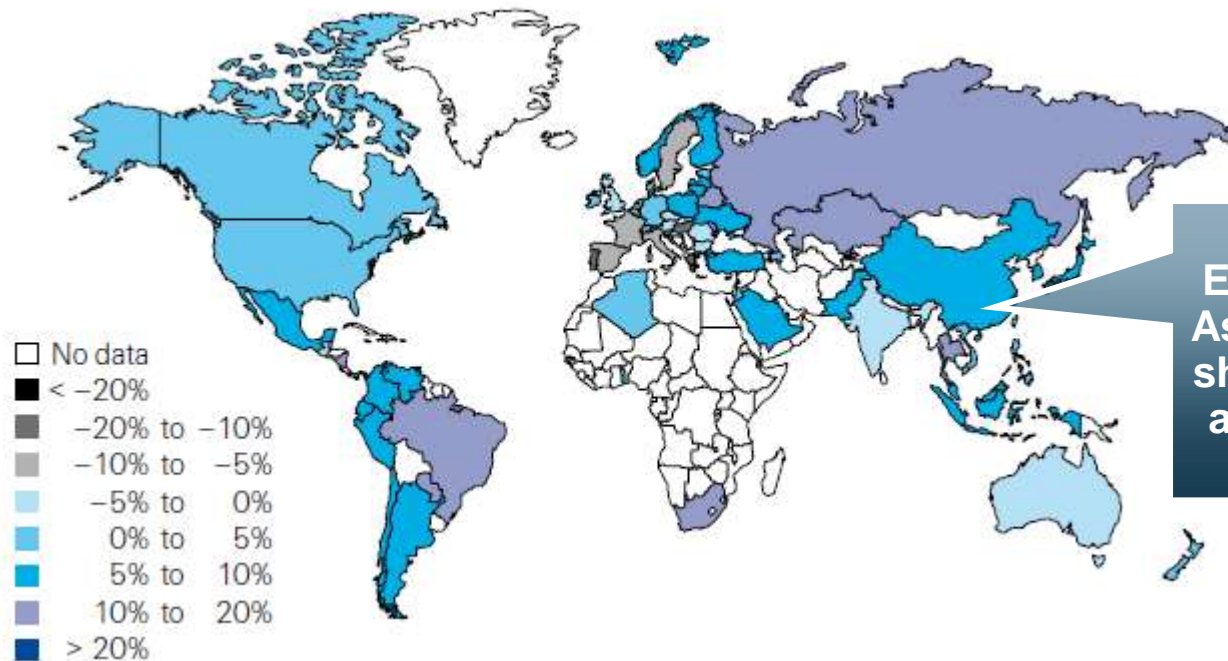 No data
< –20%
–20% to –10%
–10% to –5%
–5% to 0%
0% to 5%
5% to 10%
10% to 20%
> 20%